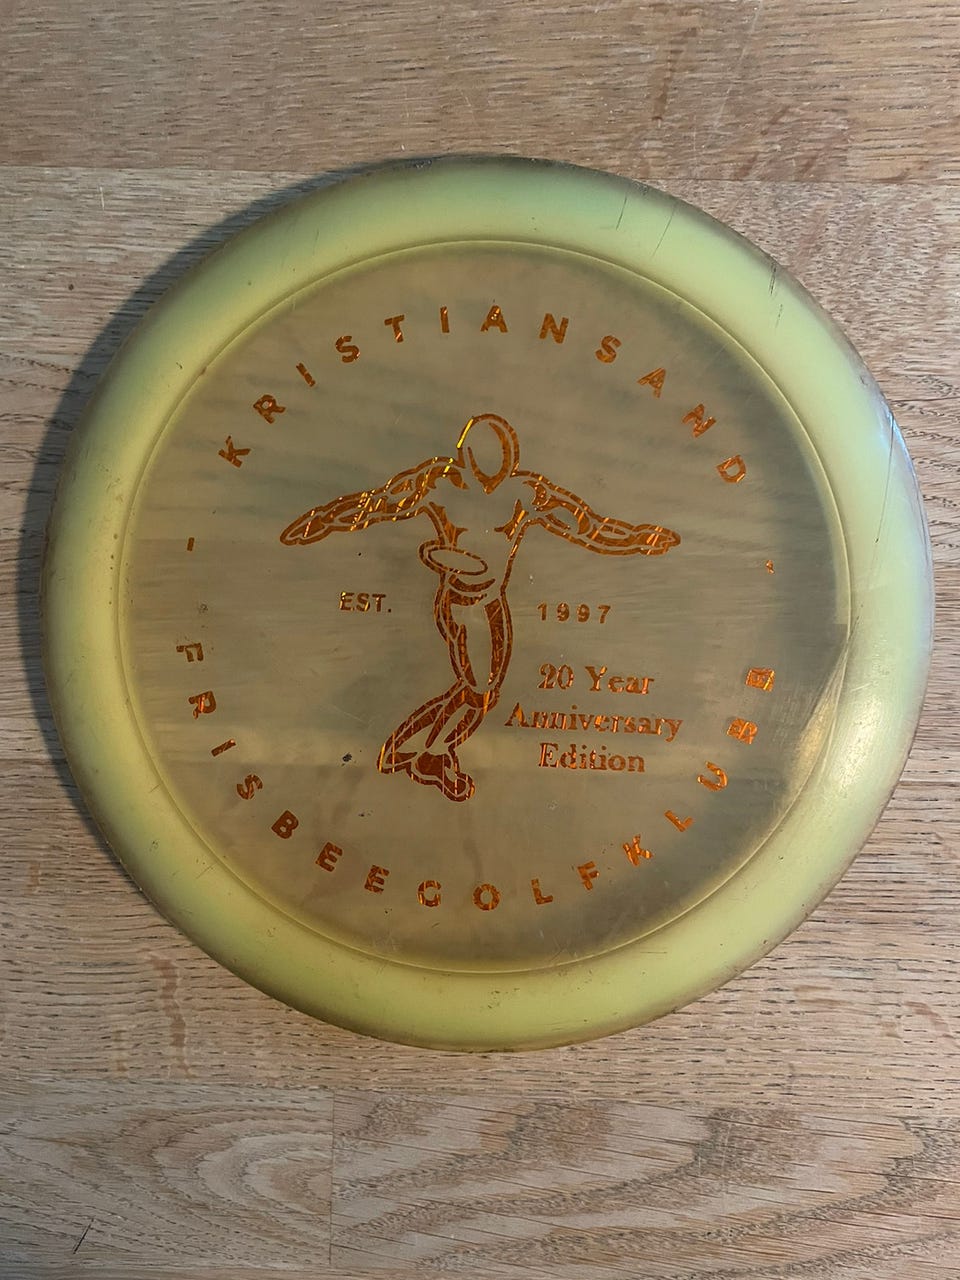 - KRISTIANSAND -
EST. 1997
20 Year
Anniversary
Edition
FRISBEEGOLFKLUBB